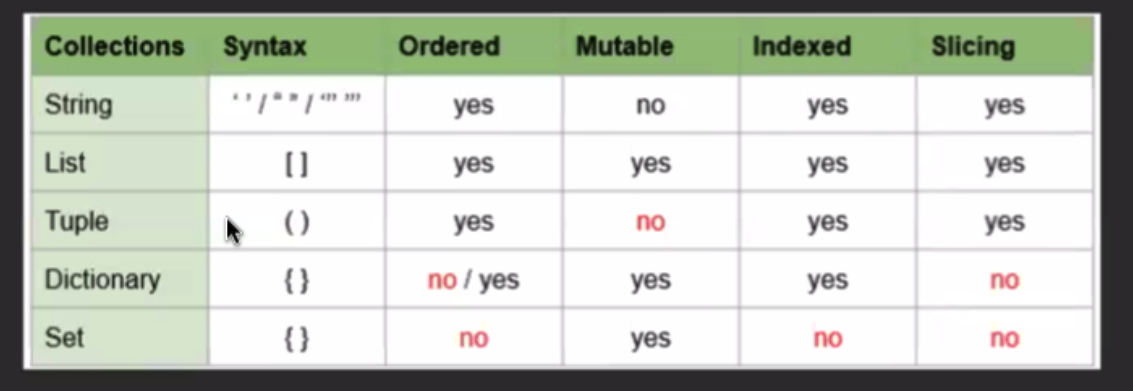 Collections Syntax Ordered Mutable Indexed Slicing
String ' ' / " " / ''' ''' yes no yes yes
List [ ] yes yes yes yes
Tuple ( ) yes no yes yes
Dictionary { } no / yes yes yes no
Set { } no yes no no